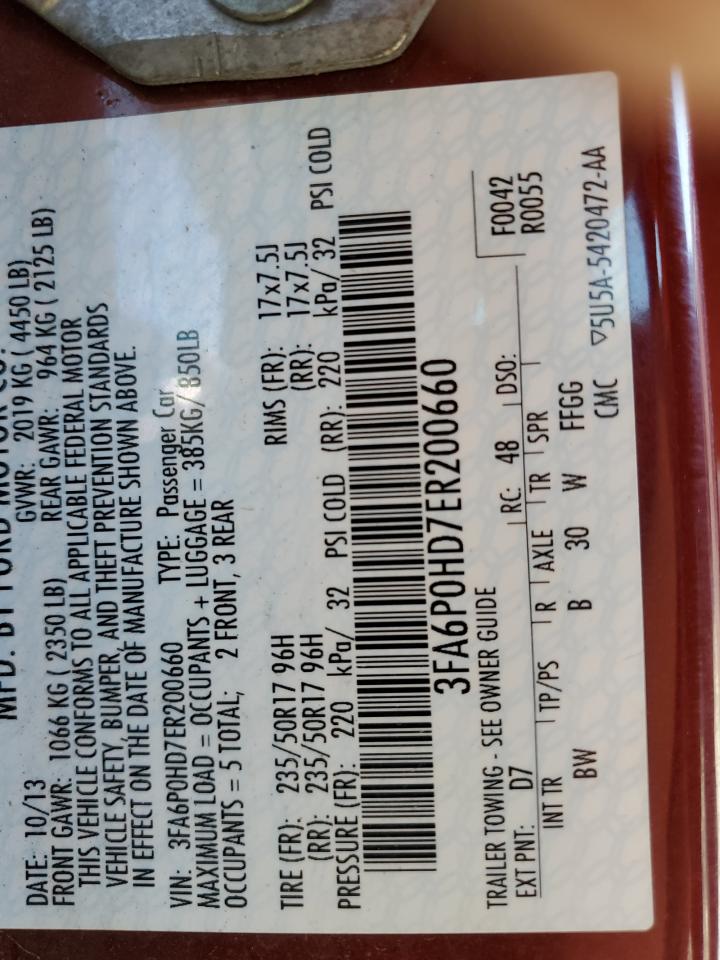 MFD. BY FORD MOTOR CO.
DATE: 10/13 GVWR: 2019 KG ( 4450 LB)
FRONT GAWR: 1066 KG ( 2350 LB) REAR GAWR: 964 KG ( 2125 LB)
THIS VEHICLE CONFORMS TO ALL APPLICABLE FEDERAL MOTOR
VEHICLE SAFETY, BUMPER, AND THEFT PREVENTION STANDARDS
IN EFFECT ON THE DATE OF MANUFACTURE SHOWN ABOVE.
VIN: 3FA6P0HD7ER200660 TYPE: Passenger Car
MAXIMUM LOAD = OCCUPANTS + LUGGAGE = 385KG/ 850LB
OCCUPANTS = 5 TOTAL; 2 FRONT, 3 REAR
TIRE (FR): 235/50R17 96H RIMS (FR): 17x7.5J
(RR): 235/50R17 96H (RR): 17x7.5J
PRESSURE (FR): 220 kPa/ 32 PSI COLD (RR): 220 kPa/ 32 PSI COLD
3FA6P0HD7ER200660
TRAILER TOWING - SEE OWNER GUIDE F0042
EXT PNT: D7 RC: 48 DSO: R0055
INT TR TP/PS R AXLE TR SPR
BW B 30 W FFGG
CMC ▽5U5A-5420472-AA